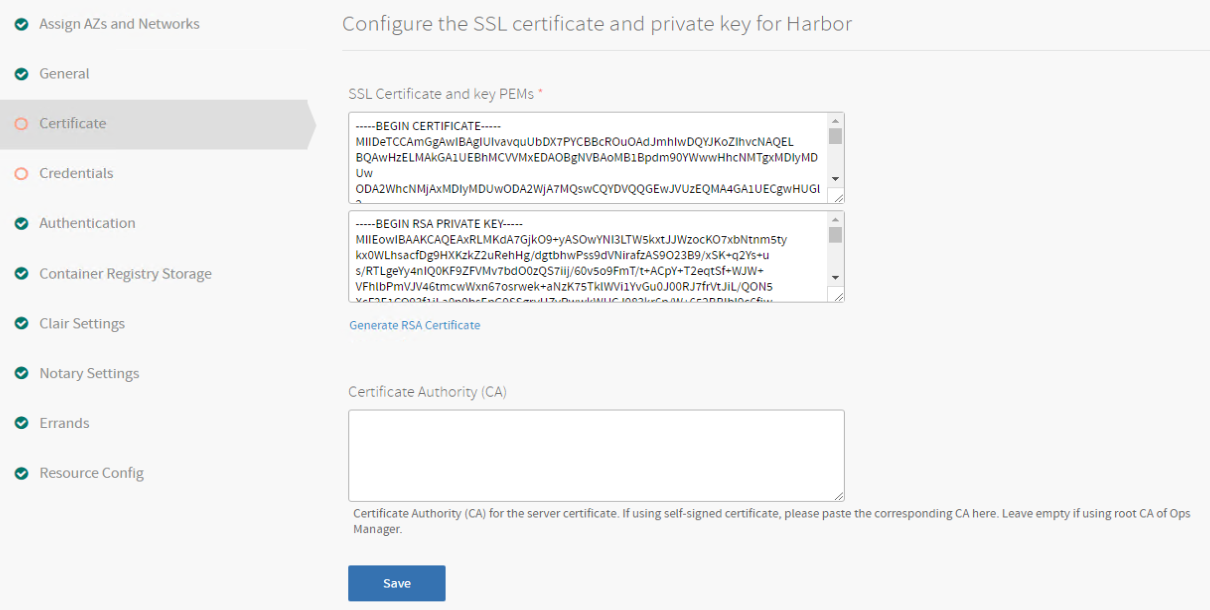 Assign AZs and Networks
General
Certificate
Credentials
Authentication
Container Registry Storage
Clair Settings
Notary Settings
Errands
Resource Config
Configure the SSL certificate and private key for Harbor
SSL Certificate and key PEMs *
-----BEGIN CERTIFICATE-----
MIIDeTCCAmGgAwIBAgIUIvavquUbDX7PYCBBcROuOAdJmhIwDQYJKoZIhvcNAQEL
BQAwHzELMAkGA1UEBhMCVVMxEDAOBgNVBAoMB1Bpdm90YWwwHhcNMTgxMDIyMD
Uw
ODA2WhcNMjAxMDIyMDUwODA2WjA7MQswCQYDVQQGEwJVUzEQMA4GA1UECgwHUGl
-----BEGIN RSA PRIVATE KEY-----
MIIEowIBAAKCAQEAxRLMKdA7GjkO9+yASOwYNI3LTW5kxtJJWzocKO7xbNtnm5ty
kx0WLhsacfDg9HXKzkZ2uRehHg/dgtbhwPss9dVNirafzAS9O23B9/xSK+q2Ys+u
s/RTLgeYy4nIQ0KF9ZFVMv7bdO0zQS7iij/60v5o9FmT/t+ACpY+T2eqtSf+WJW+
VFhIbPmVJV46tmcwWxn67osrwek+aNzK75TkIWVi1YvGu0J00RJ7frVtJiL/QON5
Generate RSA Certificate
Certificate Authority (CA)
Certificate Authority (CA) for the server certificate. If using self-signed certificate, please paste the corresponding CA here. Leave empty if using root CA of Ops
Manager.
Save